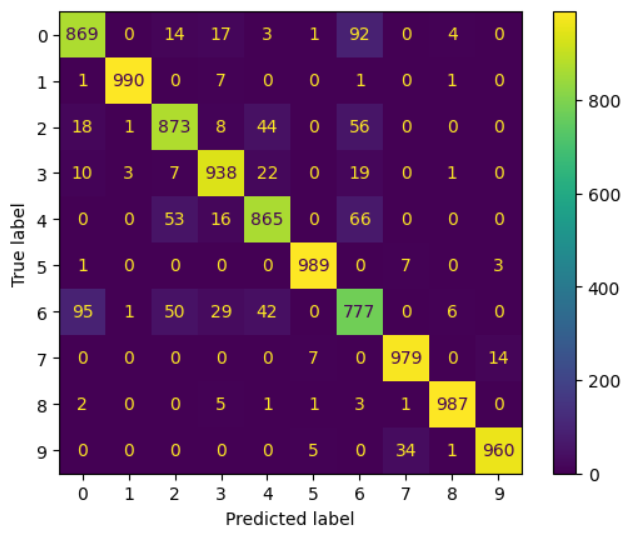 0 869 0 14 17 3 1 92 0 4 0
1 1 990 0 7 0 0 1 0 1 0
2 18 1 873 8 44 0 56 0 0 0
3 10 3 7 938 22 0 19 0 1 0
4 0 0 53 16 865 0 66 0 0 0
5 1 0 0 0 0 989 0 7 0 3
6 95 1 50 29 42 0 777 0 6 0
7 0 0 0 0 0 7 0 979 0 14
8 2 0 0 5 1 1 3 1 987 0
9 0 0 0 0 0 5 0 34 1 960
0 1 2 3 4 5 6 7 8 9
Predicted label
True label
800
600
400
200
0